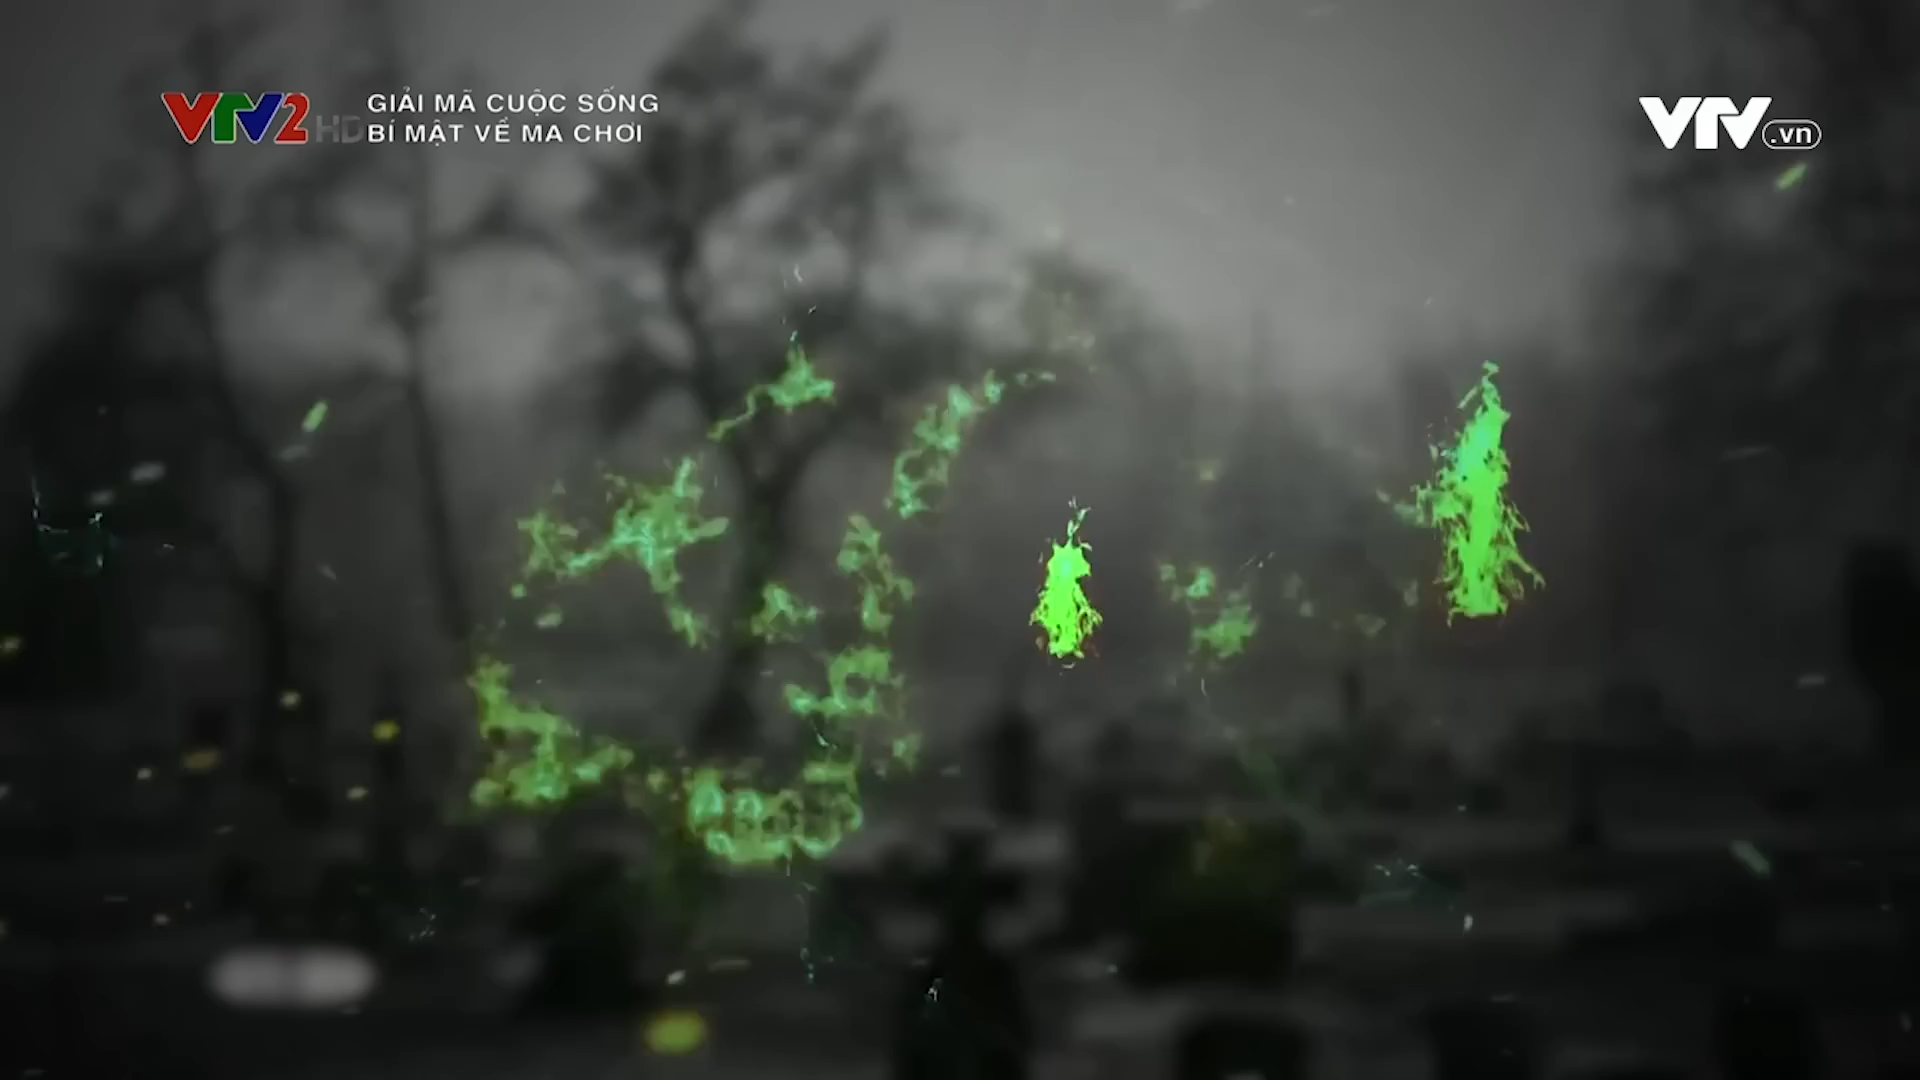 VTV2 HD
GIẢI MÃ CUỘC SỐNG
BÍ MẬT VỀ MA CHƠI
VTV.vn